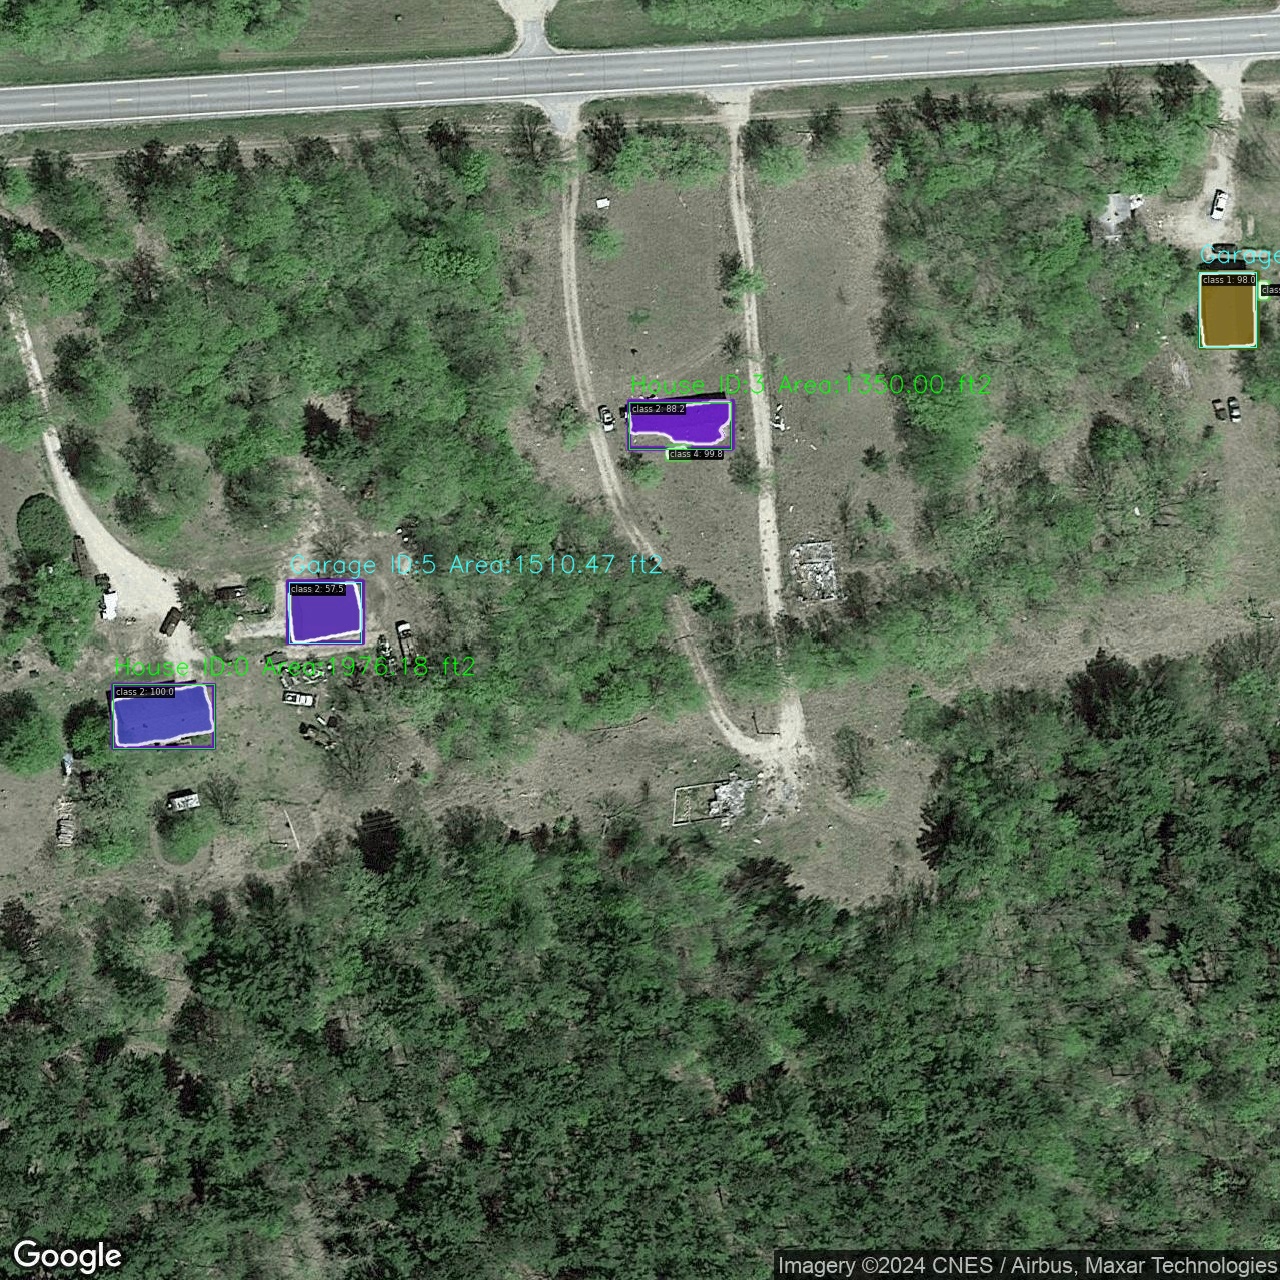 Garage
class 1: 98.0
class
House ID:3 Area:1350.00 ft2
class 2: 88.2
class 4: 99.8
Garage ID:5 Area:1510.47 ft2
class 2: 57.5
House ID:0 Area:1976.18 ft2
class 2: 100.0
Google
Imagery ©2024 CNES / Airbus, Maxar Technologies